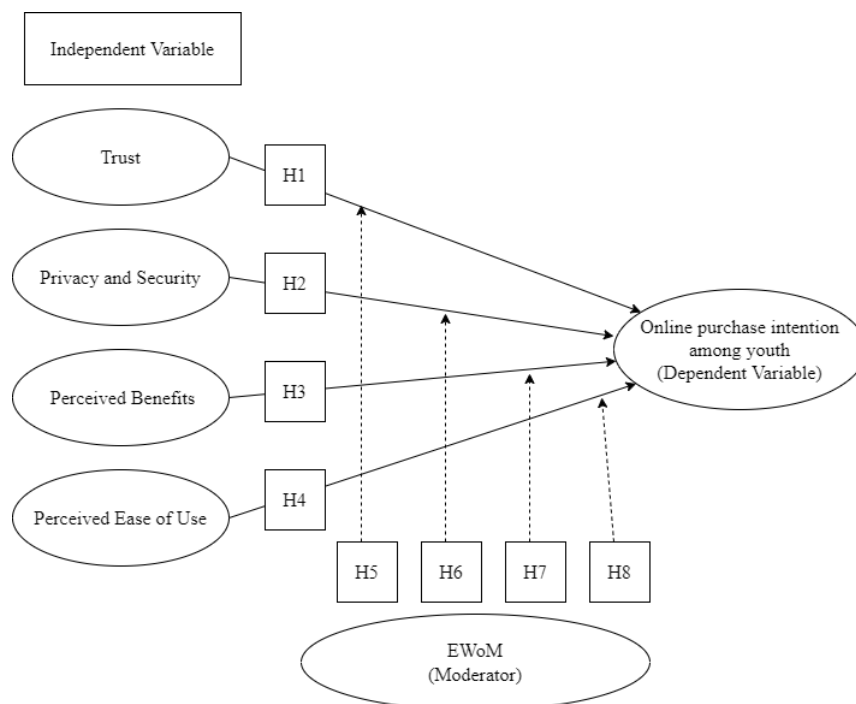 Independent Variable
Trust
H1
Privacy and Security
H2
Online purchase intention
among youth
(Dependent Variable)
Perceived Benefits
H3
Perceived Ease of Use
H4
H5
H6
H7
H8
EWoM
(Moderator)